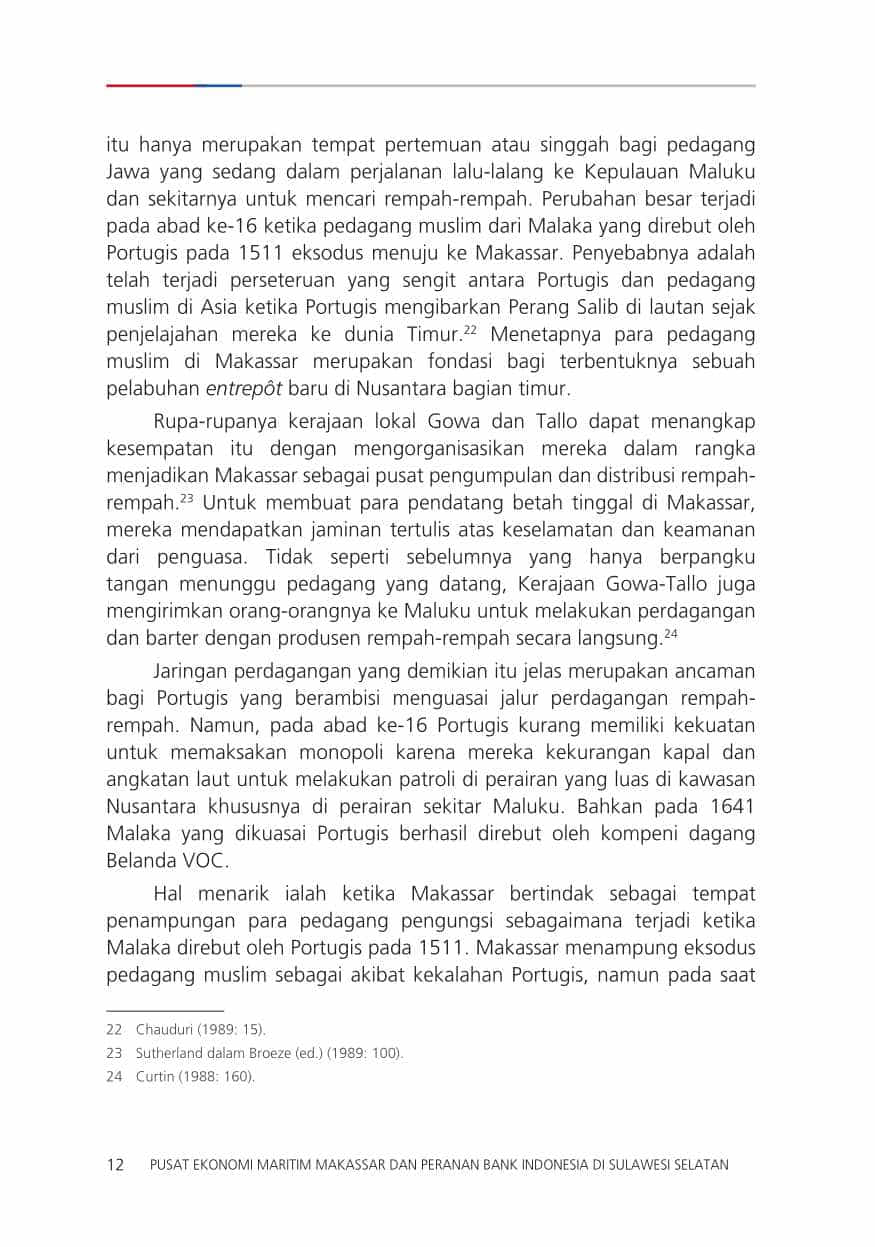 itu hanya merupakan tempat pertemuan atau singgah bagi pedagang
Jawa yang sedang dalam perjalanan lalu-lalang ke Kepulauan Maluku
dan sekitarnya untuk mencari rempah-rempah. Perubahan besar terjadi
pada abad ke-16 ketika pedagang muslim dari Malaka yang direbut oleh
Portugis pada 1511 eksodus menuju ke Makassar. Penyebabnya adalah
telah terjadi perseteruan yang sengit antara Portugis dan pedagang
muslim di Asia ketika Portugis mengibarkan Perang Salib di lautan sejak
penjelajahan mereka ke dunia Timur.22 Menetapnya para pedagang
muslim di Makassar merupakan fondasi bagi terbentuknya sebuah
pelabuhan entrepôt baru di Nusantara bagian timur.
Rupa-rupanya kerajaan lokal Gowa dan Tallo dapat menangkap
kesempatan itu dengan mengorganisasikan mereka dalam rangka
menjadikan Makassar sebagai pusat pengumpulan dan distribusi rempah-
rempah.23 Untuk membuat para pendatang betah tinggal di Makassar,
mereka mendapatkan jaminan tertulis atas keselamatan dan keamanan
dari penguasa. Tidak seperti sebelumnya yang hanya berpangku
tangan menunggu pedagang yang datang, Kerajaan Gowa-Tallo juga
mengirimkan orang-orangnya ke Maluku untuk melakukan perdagangan
dan barter dengan produsen rempah-rempah secara langsung.24
Jaringan perdagangan yang demikian itu jelas merupakan ancaman
bagi Portugis yang berambisi menguasai jalur perdagangan rempah-
rempah. Namun, pada abad ke-16 Portugis kurang memiliki kekuatan
untuk memaksakan monopoli karena mereka kekurangan kapal dan
angkatan laut untuk melakukan patroli di perairan yang luas di kawasan
Nusantara khususnya di perairan sekitar Maluku. Bahkan pada 1641
Malaka yang dikuasai Portugis berhasil direbut oleh kompeni dagang
Belanda VOC.
Hal menarik ialah ketika Makassar bertindak sebagai tempat
penampungan para pedagang pengungsi sebagaimana terjadi ketika
Malaka direbut oleh Portugis pada 1511. Makassar menampung eksodus
pedagang muslim sebagai akibat kekalahan Portugis, namun pada saat
22 Chauduri (1989: 15).
23 Sutherland dalam Broeze (ed.) (1989: 100).
24 Curtin (1988: 160).
12 PUSAT EKONOMI MARITIM MAKASSAR DAN PERANAN BANK INDONESIA DI SULAWESI SELATAN